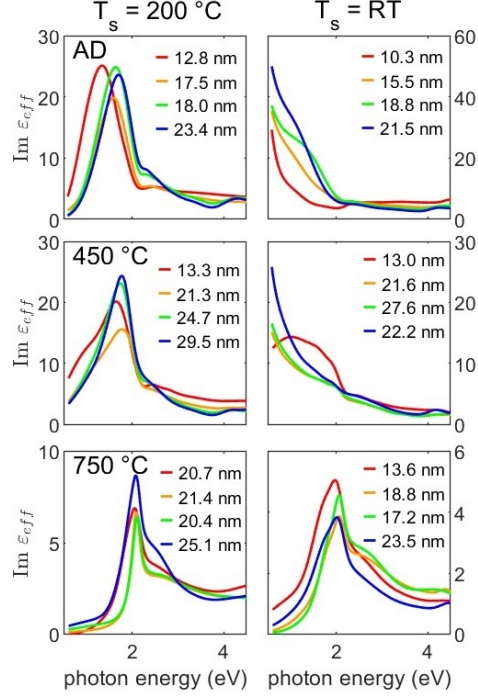 T_s = 200 °C
T_s = RT
AD
Im ε_eff
30
20
10
0
12.8 nm
17.5 nm
18.0 nm
23.4 nm
10.3 nm
15.5 nm
18.8 nm
21.5 nm
60
40
20
0
450 °C
Im ε_eff
30
20
10
0
13.3 nm
21.3 nm
24.7 nm
29.5 nm
13.0 nm
21.6 nm
27.6 nm
22.2 nm
30
20
10
0
750 °C
Im ε_eff
10
5
0
20.7 nm
21.4 nm
20.4 nm
25.1 nm
13.6 nm
18.8 nm
17.2 nm
23.5 nm
6
4
2
0
2
4
2
4
photon energy (eV)
photon energy (eV)